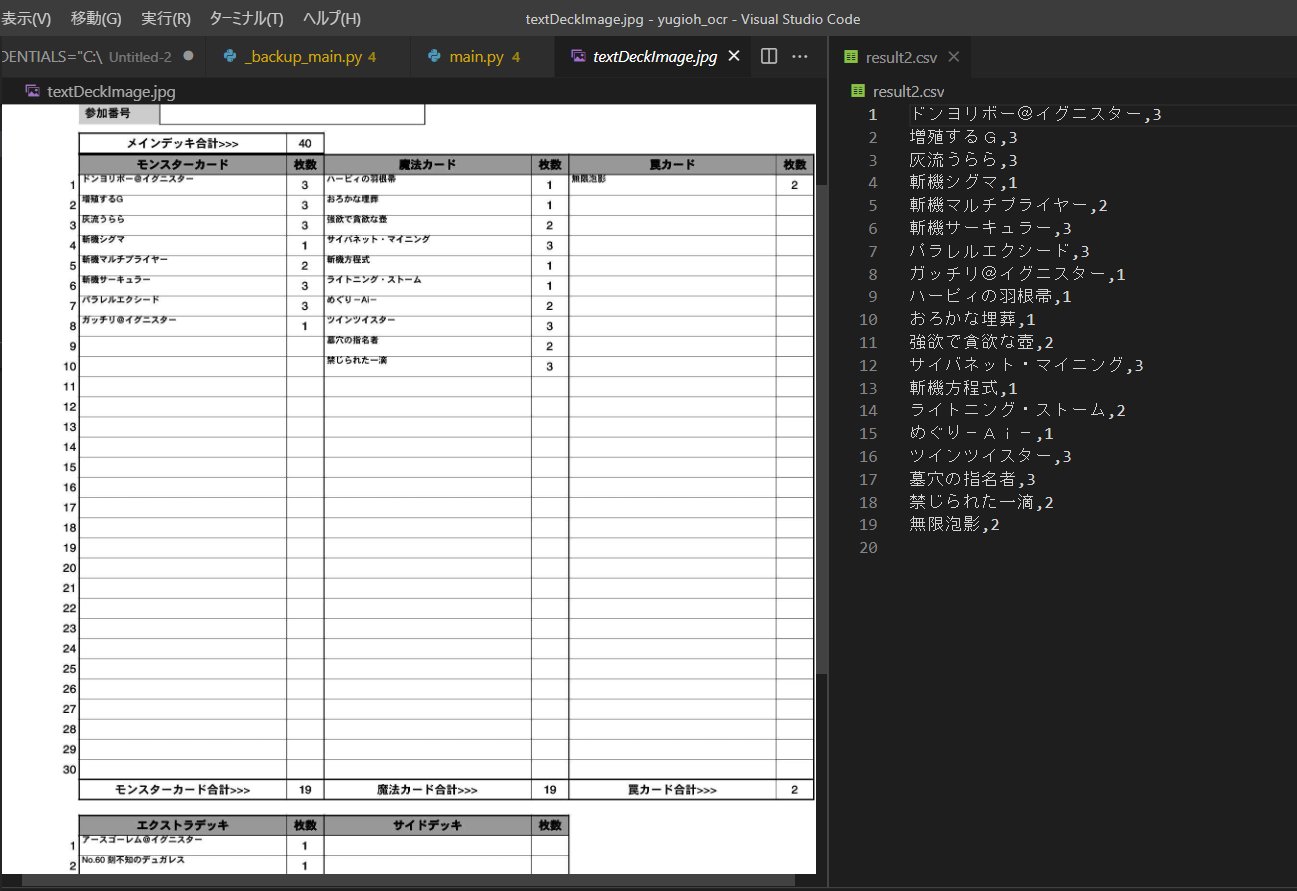 表示(V) 移動(G) 実行(R) ターミナル(T) ヘルプ(H) textDeckImage.jpg - yugioh_ocr - Visual Studio Code
DENTIALS="C:\ Untitled-2 _backup_main.py 4 main.py 4 textDeckImage.jpg
textDeckImage.jpg
参加番号
メインデッキ合計>>> 40
モンスターカード 枚数 魔法カード 枚数 罠カード 枚数
1 ドンヨリボー@イグニスター 3 ハーピィの羽根帚 1 無限泡影 2
2 増殖するG 3 おろかな埋葬 1
3 灰流うらら 3 強欲で貪欲な壺 2
4 斬機シグマ 1 サイバネット・マイニング 3
5 斬機マルチプライヤー 2 斬機方程式 1
6 斬機サーキュラー 3 ライトニング・ストーム 1
7 パラレルエクシード 3 めぐり−Ai− 2
8 ガッチリ@イグニスター 1 ツインツイスター 3
9 墓穴の指名者 2
10 禁じられた一滴 3
11
12
13
14
15
16
17
18
19
20
21
22
23
24
25
26
27
28
29
30
モンスターカード合計>>> 19 魔法カード合計>>> 19 罠カード合計>>> 2
エクストラデッキ 枚数 サイドデッキ 枚数
1 アースゴーレム@イグニスター 1
2 No.60 刻不知のデュガレス 1
result2.csv
result2.csv
1 ドンヨリボー＠イグニスター,3
2 増殖するＧ,3
3 灰流うらら,3
4 斬機シグマ,1
5 斬機マルチプライヤー,2
6 斬機サーキュラー,3
7 パラレルエクシード,3
8 ガッチリ＠イグニスター,1
9 ハーピィの羽根帚,1
10 おろかな埋葬,1
11 強欲で貪欲な壺,2
12 サイバネット・マイニング,3
13 斬機方程式,1
14 ライトニング・ストーム,2
15 めぐり－Ａｉ－,1
16 ツインツイスター,3
17 墓穴の指名者,3
18 禁じられた一滴,2
19 無限泡影,2
20